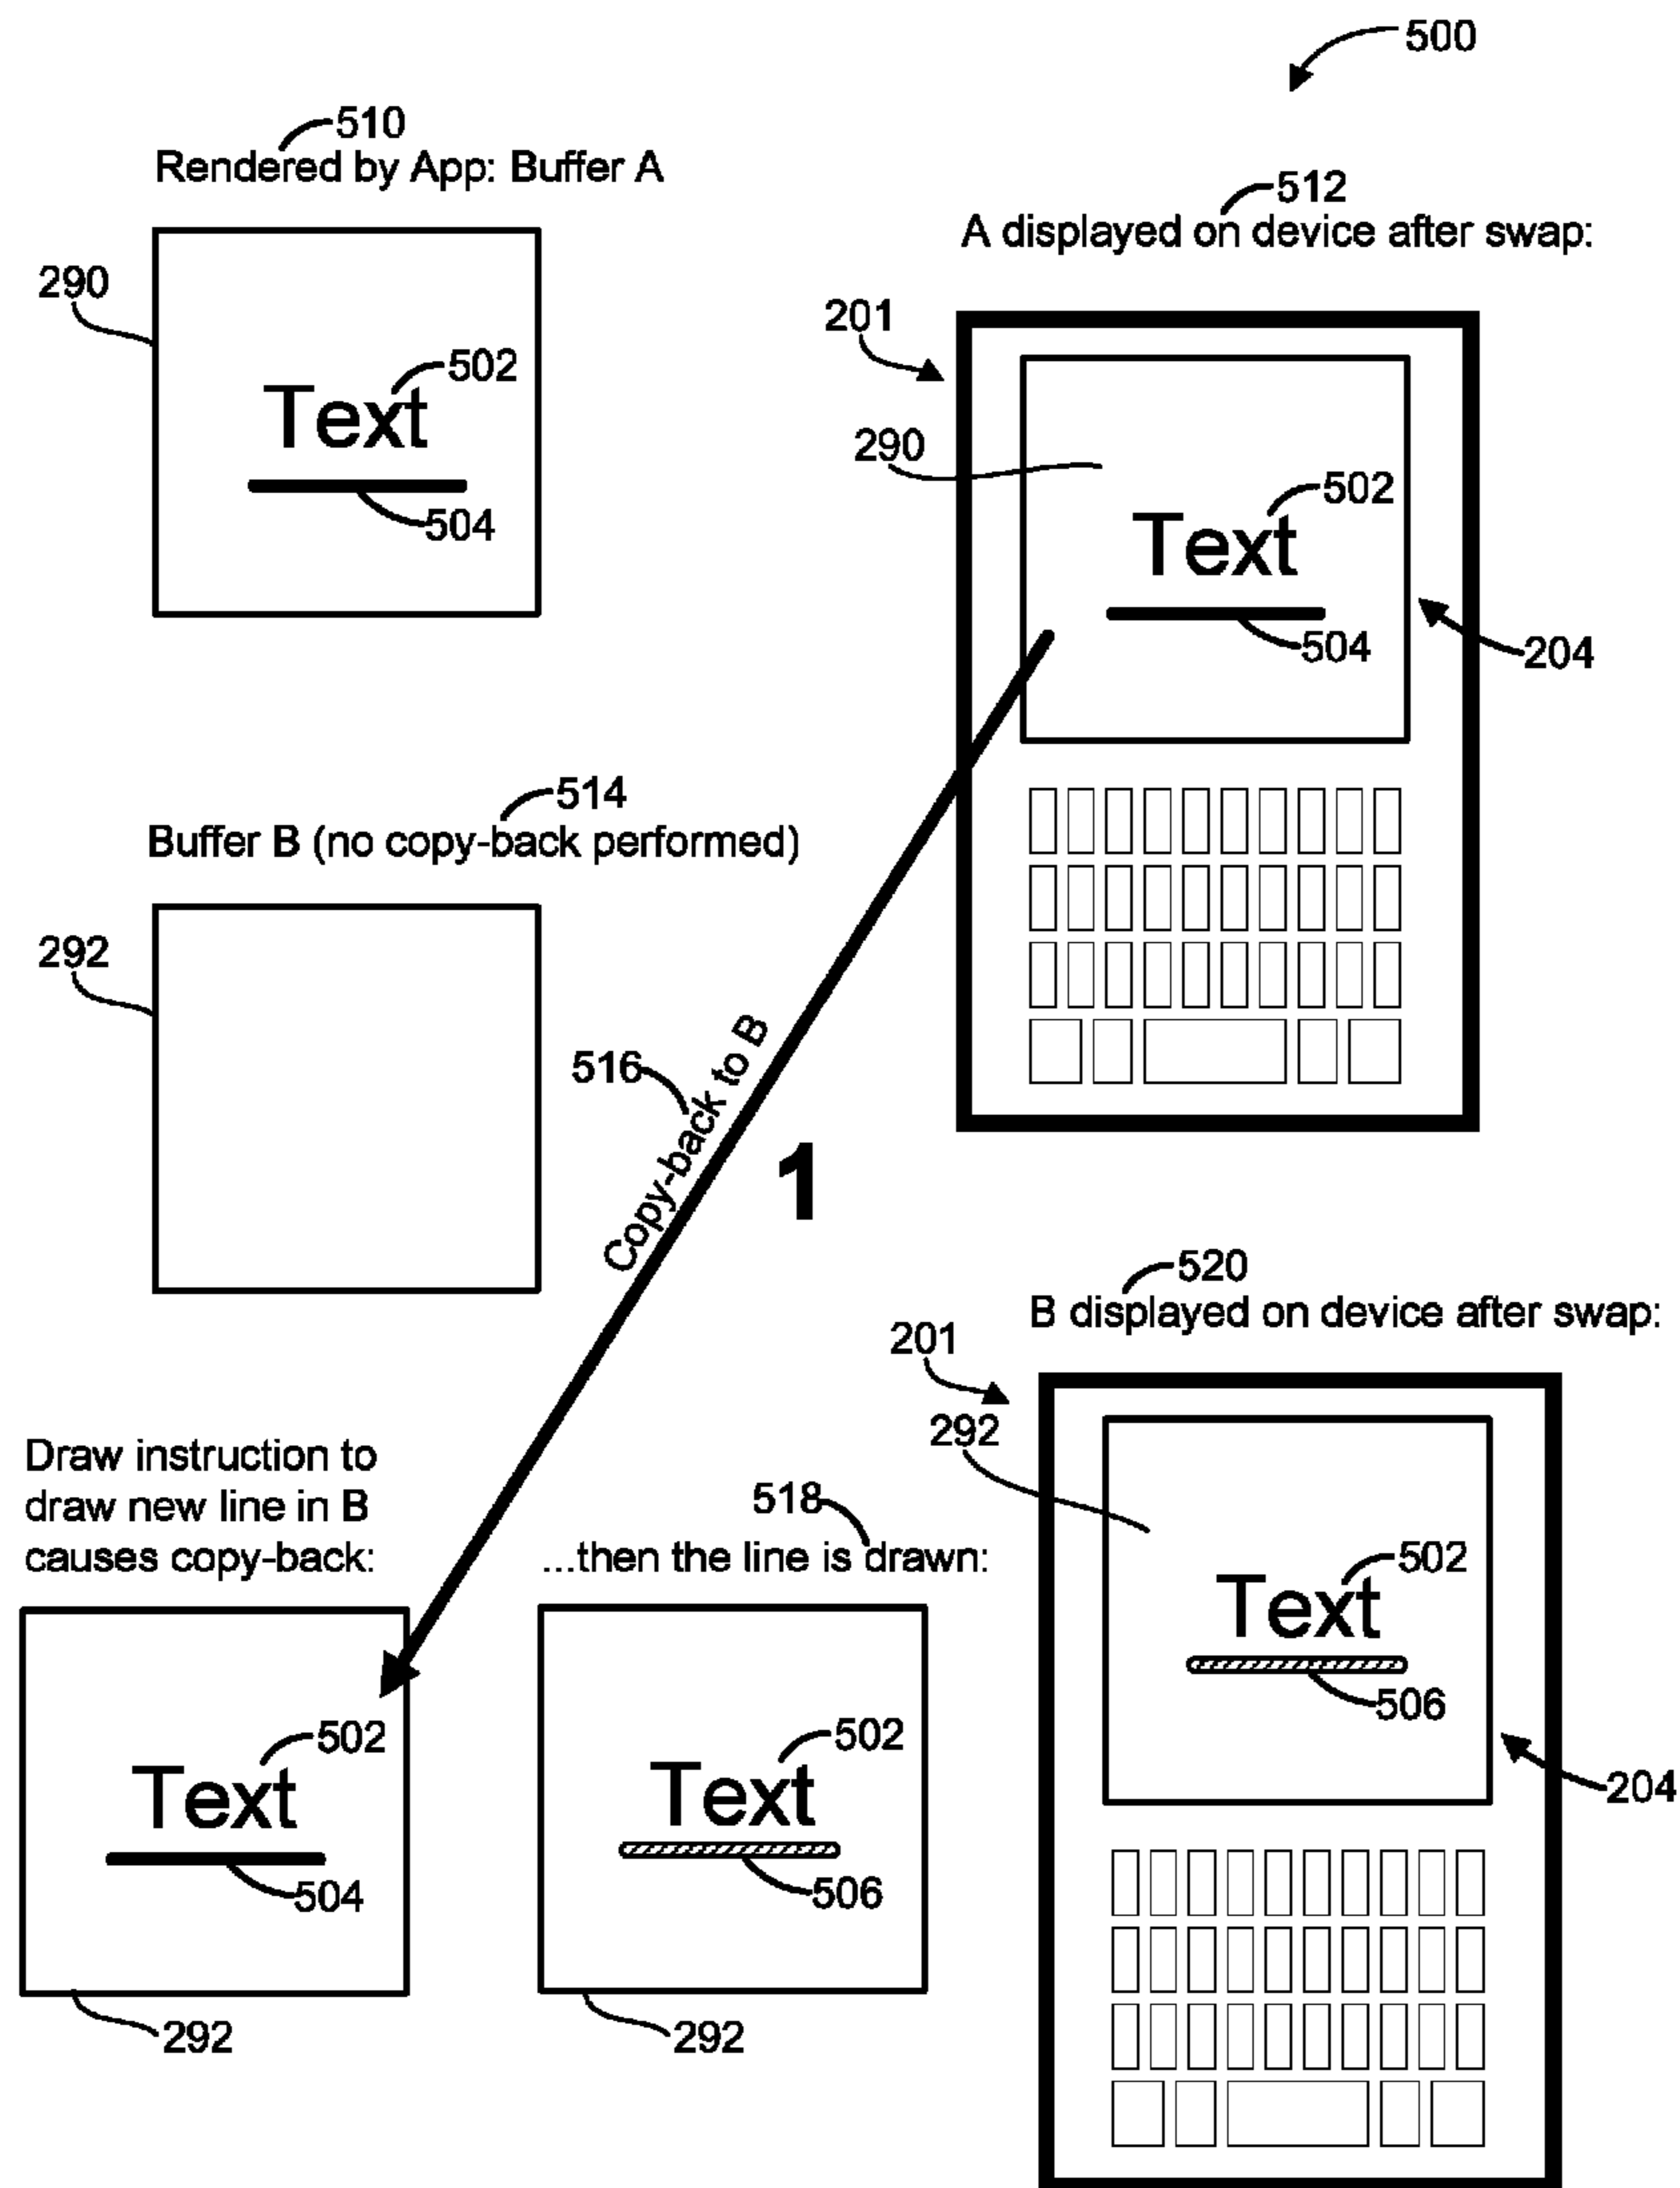 500
510
Rendered by App: Buffer A
290
502
Text
504
512
A displayed on device after swap:
201
290
502
Text
504
204
514
Buffer B (no copy-back performed)
292
516
Copy-back to B
1
Draw instruction to
draw new line in B
causes copy-back:
502
Text
504
292
518
...then the line is drawn:
502
Text
506
292
520
B displayed on device after swap:
201
292
502
Text
506
204